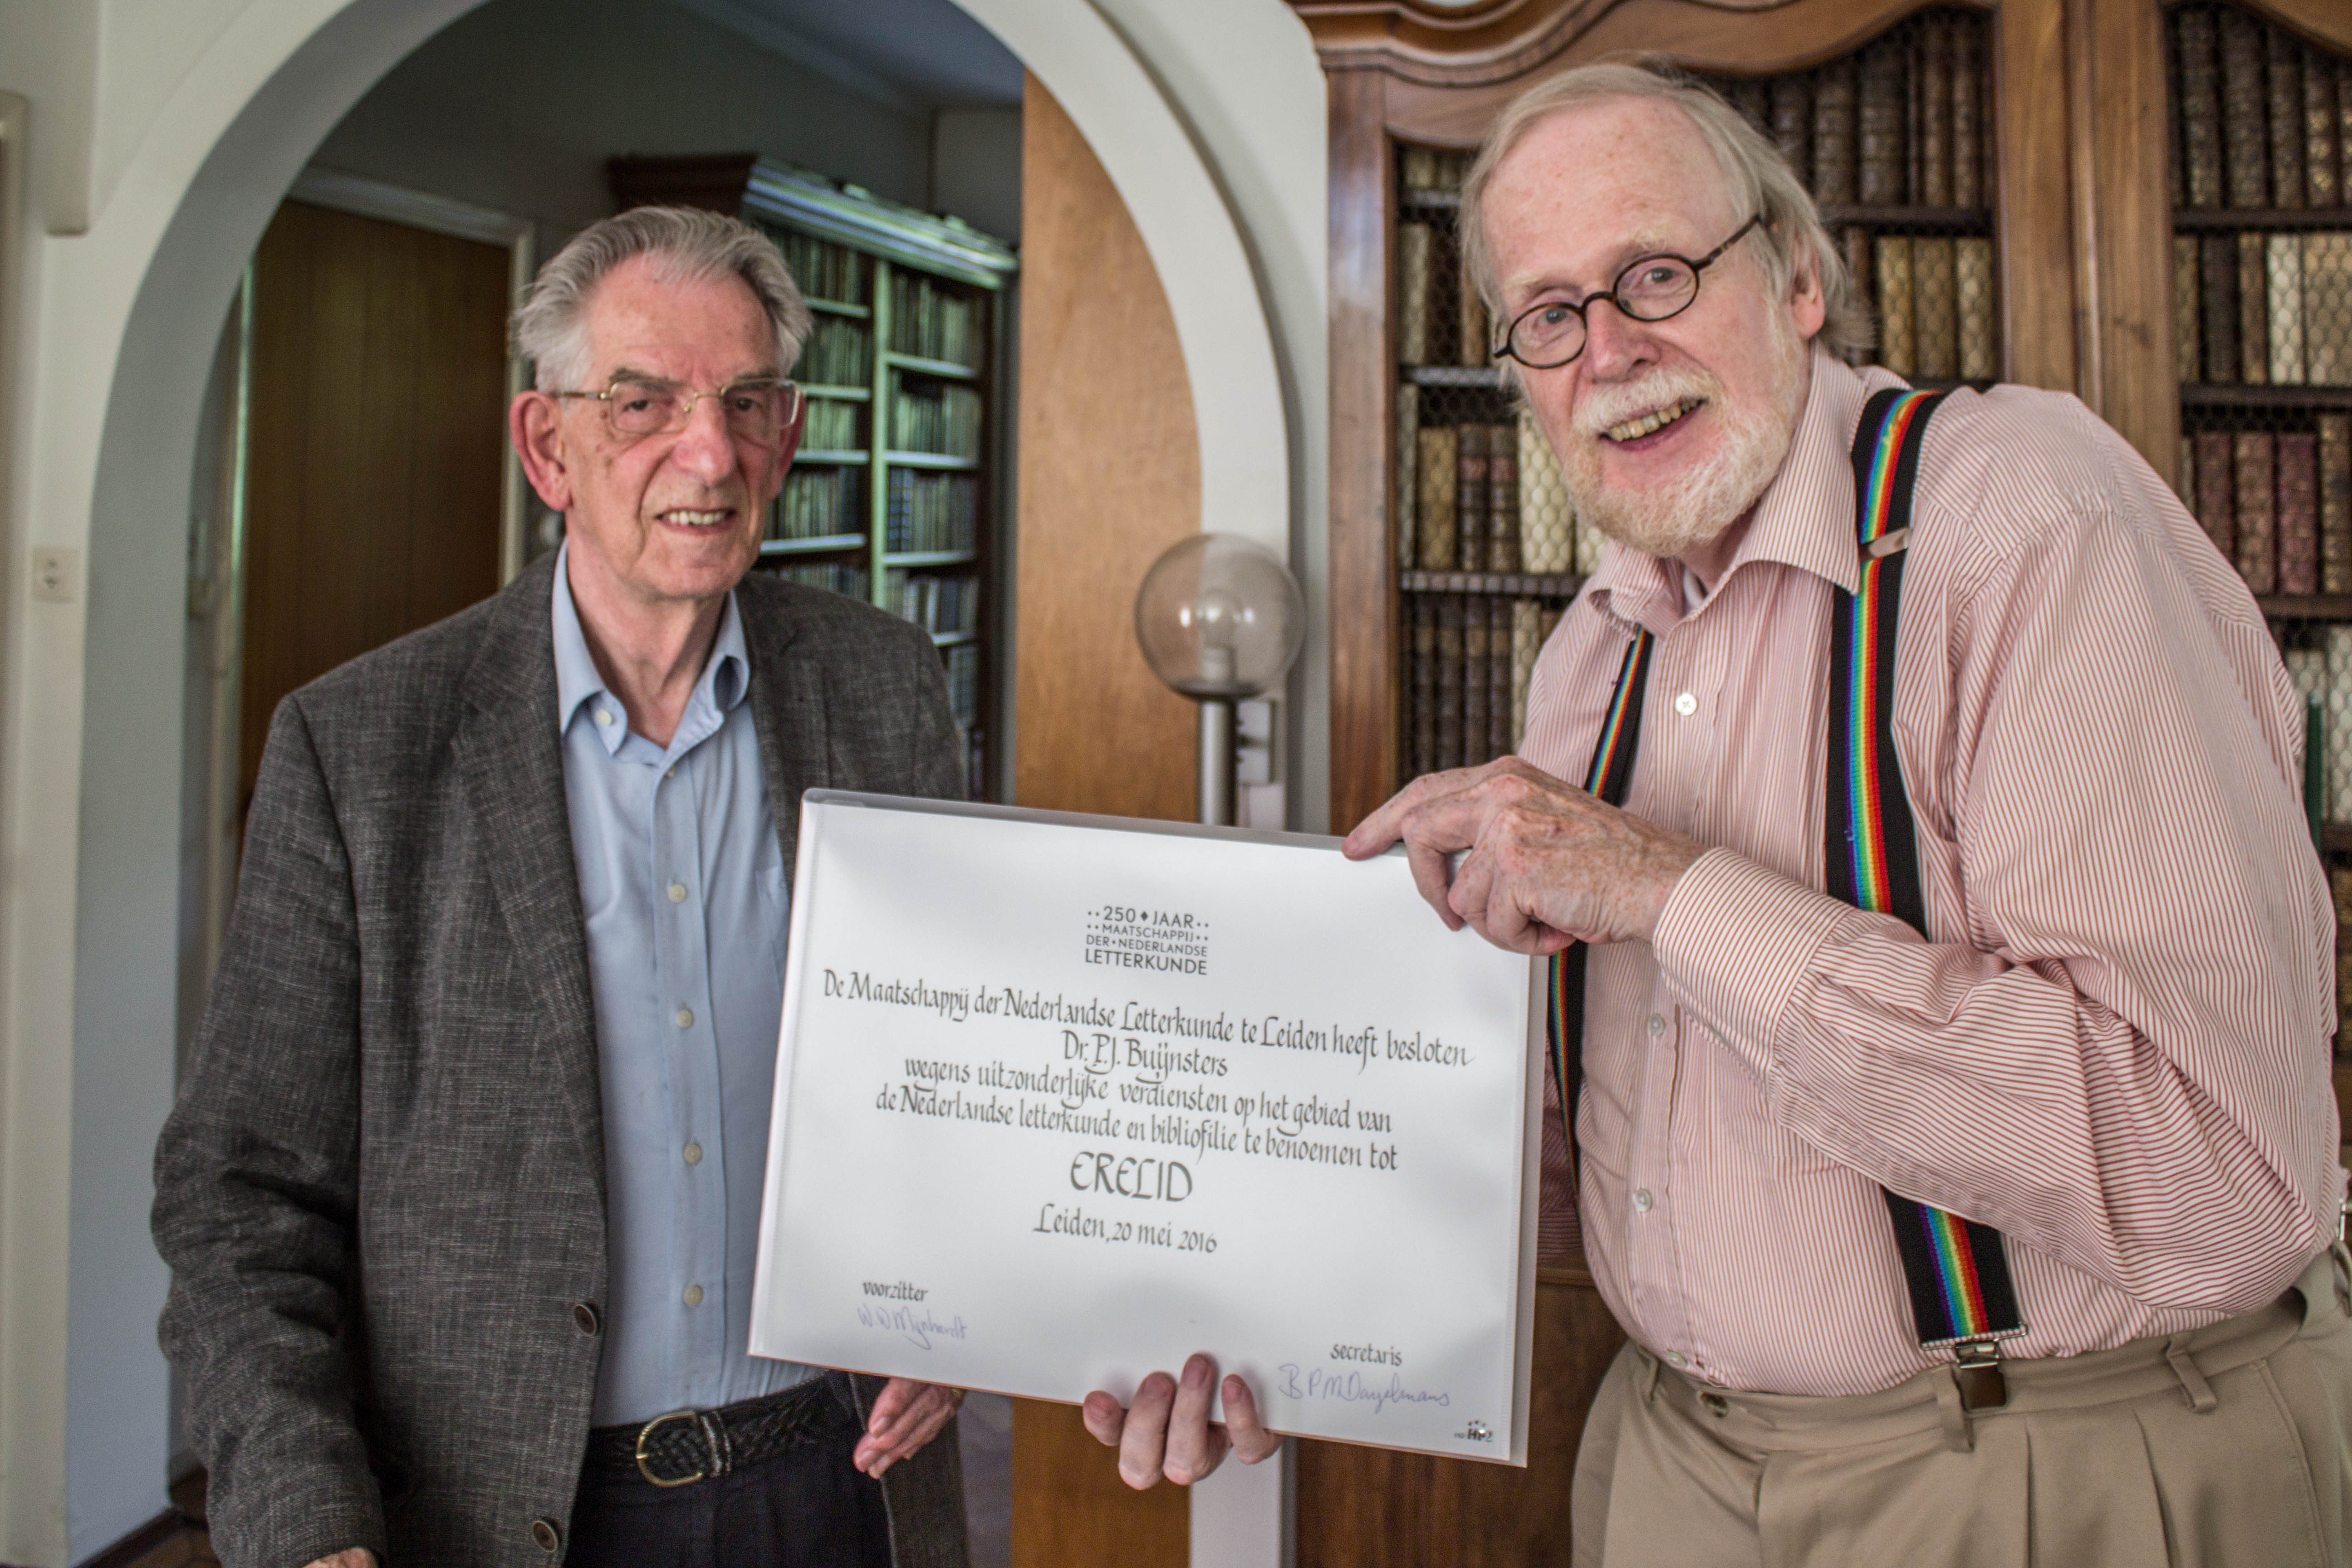 250 ♦ JAAR
MAATSCHAPPIJ
DER • NEDERLANDSE
LETTERKUNDE
De Maatschappij der Nederlandse Letterkunde te Leiden heeft besloten
Dr. P.J. Buijnsters
wegens uitzonderlijke verdiensten op het gebied van
de Nederlandse letterkunde en bibliofilie te benoemen tot
ERELID
Leiden, 20 mei 2016
voorzitter
W W Mijnhardt
secretaris